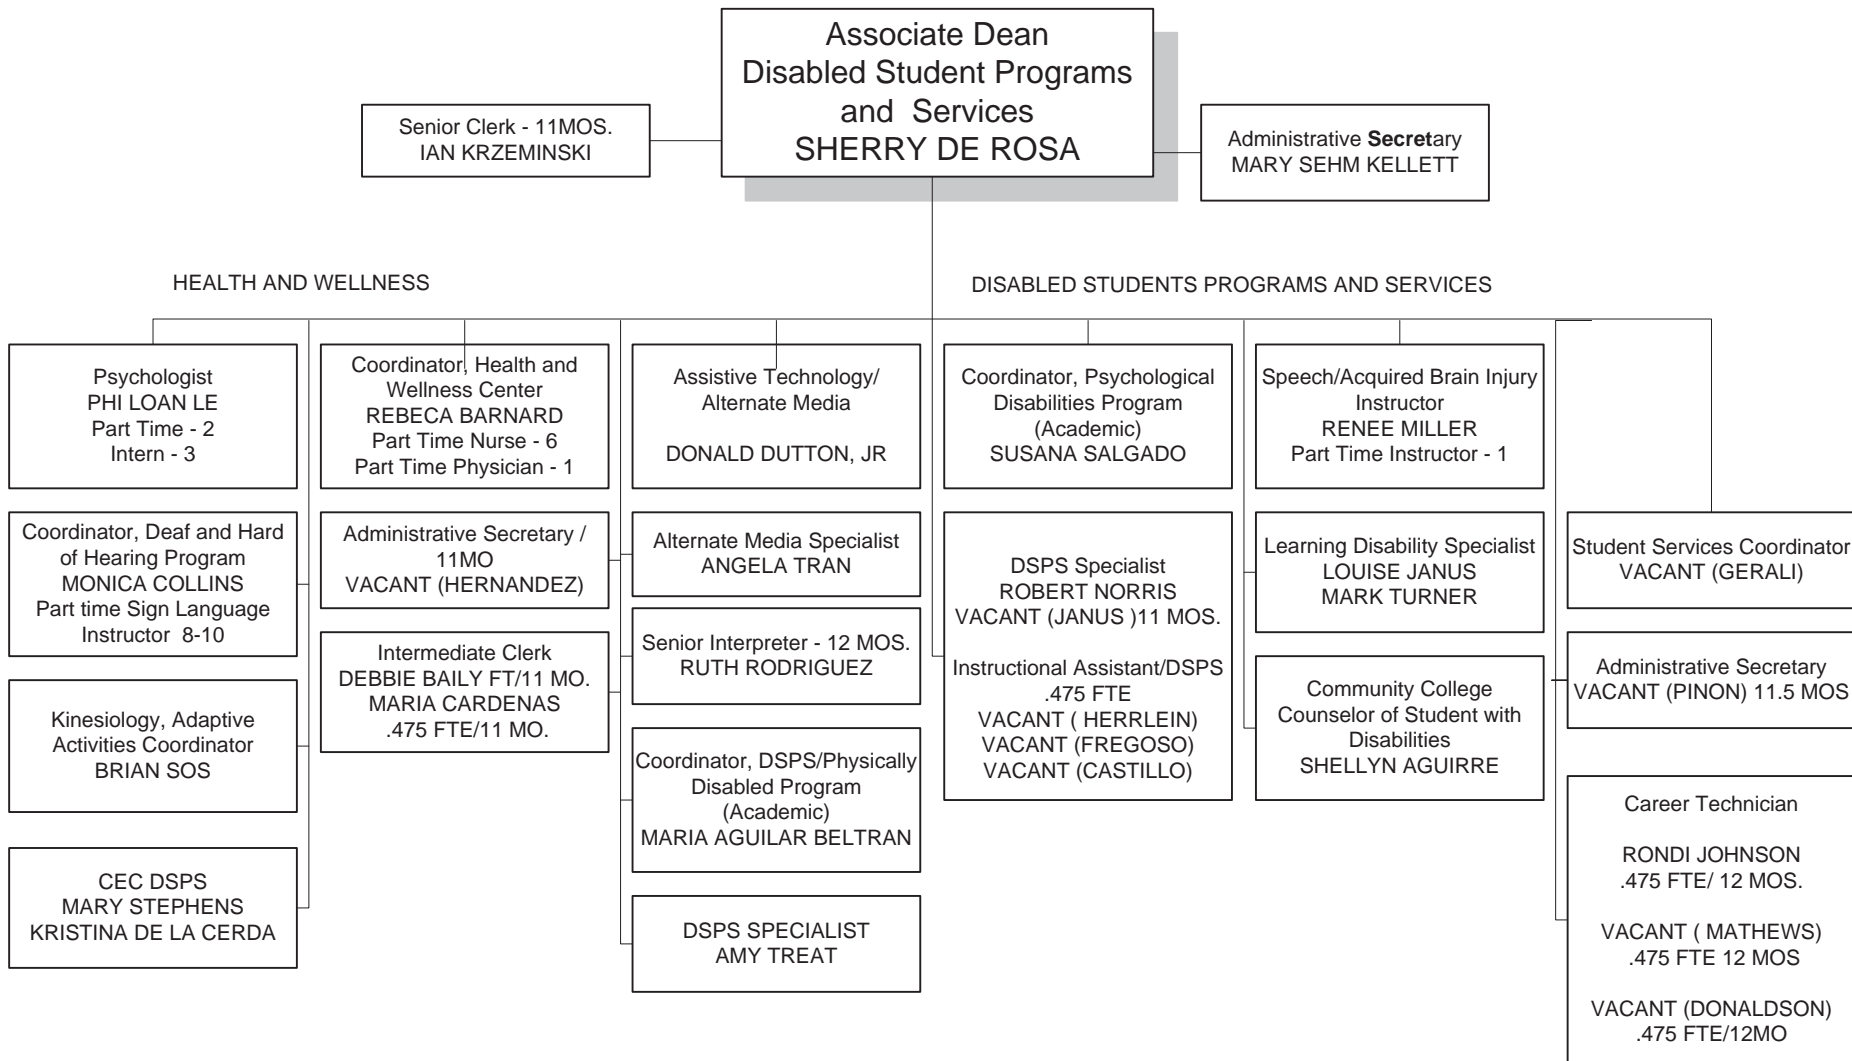 Associate Dean
Disabled Student Programs
and Services
SHERRY DE ROSA
Senior Clerk - 11MOS.
IAN KRZEMINSKI
Administrative Secretary
MARY SEHM KELLETT
HEALTH AND WELLNESS
DISABLED STUDENTS PROGRAMS AND SERVICES
Psychologist
PHI LOAN LE
Part Time - 2
Intern - 3
Coordinator, Health and
Wellness Center
REBECA BARNARD
Part Time Nurse - 6
Part Time Physician - 1
Assistive Technology/
Alternate Media
DONALD DUTTON, JR
Coordinator, Psychological
Disabilities Program
(Academic)
SUSANA SALGADO
Speech/Acquired Brain Injury
Instructor
RENEE MILLER
Part Time Instructor - 1
Coordinator, Deaf and Hard
of Hearing Program
MONICA COLLINS
Part time Sign Language
Instructor 8-10
Administrative Secretary /
11MO
VACANT (HERNANDEZ)
Alternate Media Specialist
ANGELA TRAN
DSPS Specialist
ROBERT NORRIS
VACANT (JANUS )11 MOS.
Instructional Assistant/DSPS
.475 FTE
VACANT ( HERRLEIN)
VACANT (FREGOSO)
VACANT (CASTILLO)
Learning Disability Specialist
LOUISE JANUS
MARK TURNER
Student Services Coordinator
VACANT (GERALI)
Intermediate Clerk
DEBBIE BAILY FT/11 MO.
MARIA CARDENAS
.475 FTE/11 MO.
Senior Interpreter - 12 MOS.
RUTH RODRIGUEZ
Community College
Counselor of Student with
Disabilities
SHELLYN AGUIRRE
Administrative Secretary
VACANT (PINON) 11.5 MOS
Kinesiology, Adaptive
Activities Coordinator
BRIAN SOS
Coordinator, DSPS/Physically
Disabled Program
(Academic)
MARIA AGUILAR BELTRAN
Career Technician
RONDI JOHNSON
.475 FTE/ 12 MOS.
VACANT ( MATHEWS)
.475 FTE 12 MOS
VACANT (DONALDSON)
.475 FTE/12MO
CEC DSPS
MARY STEPHENS
KRISTINA DE LA CERDA
DSPS SPECIALIST
AMY TREAT